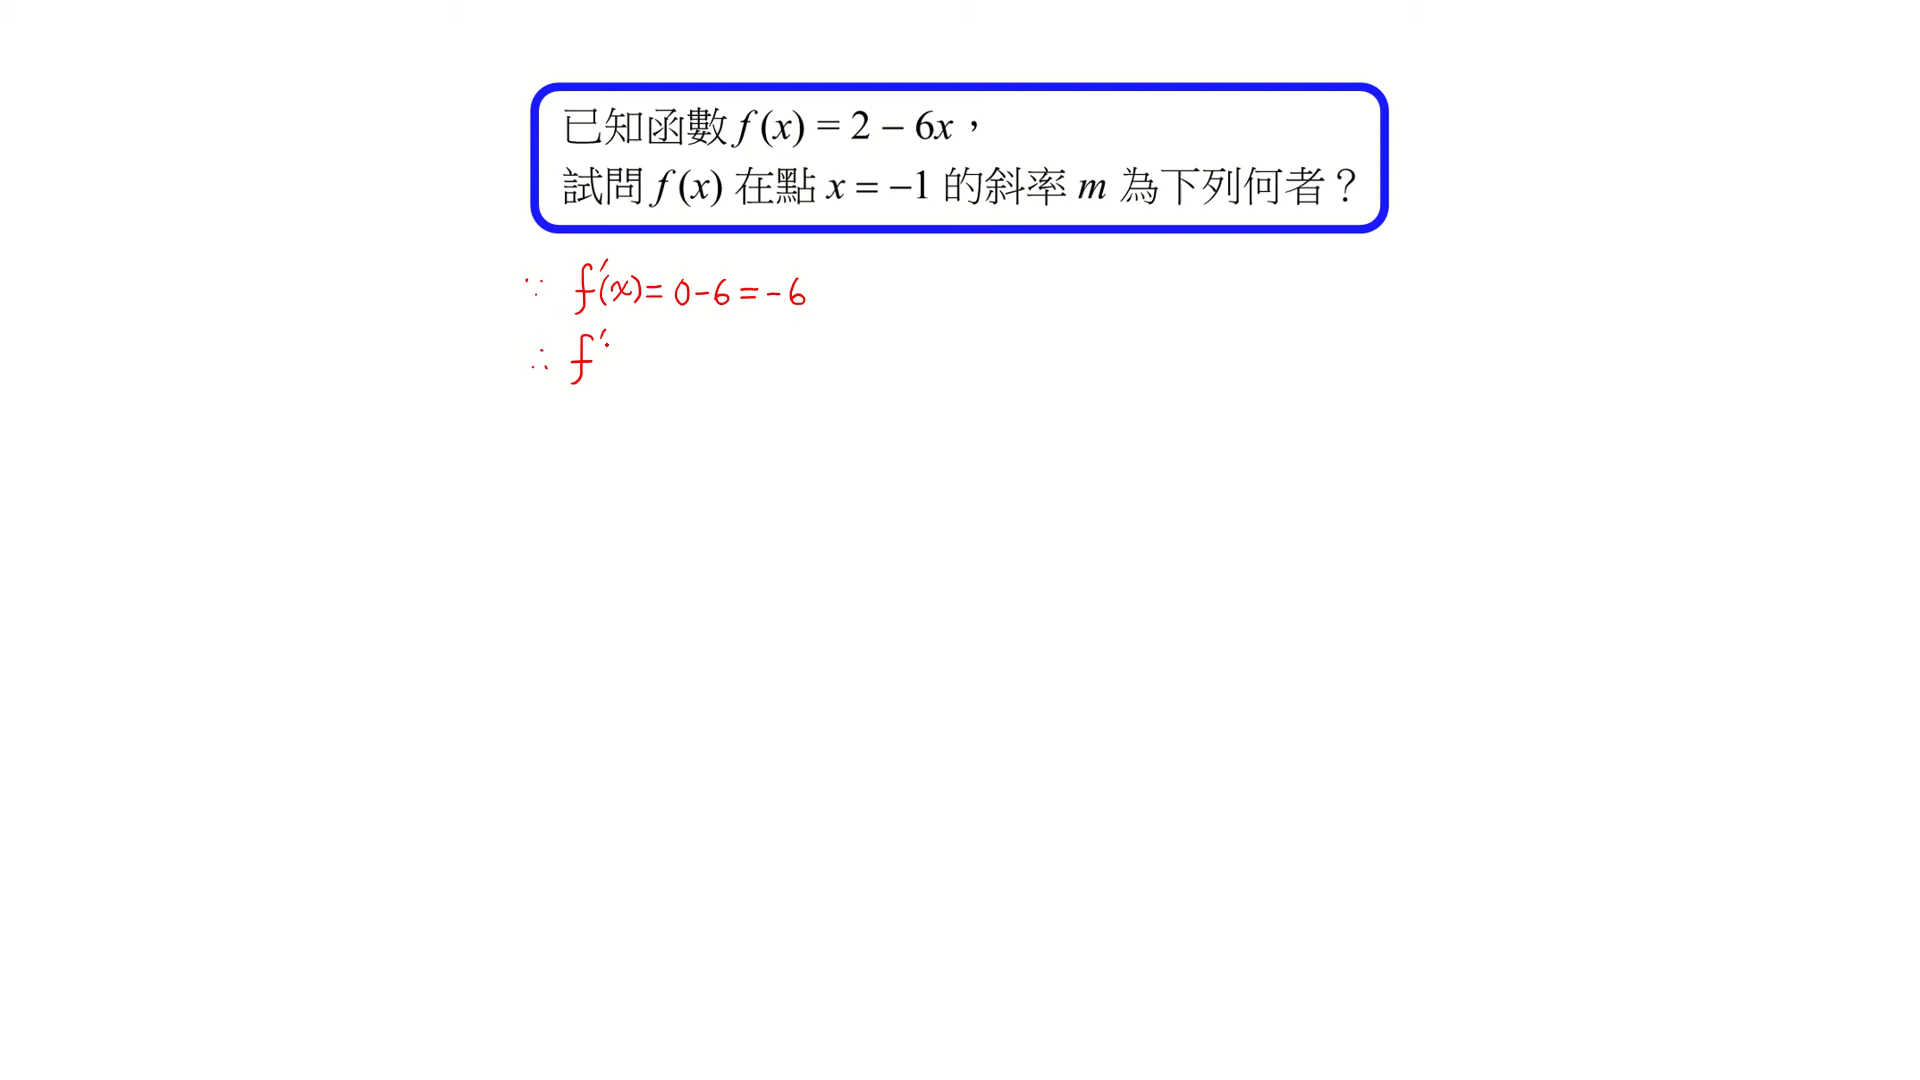 已知函數 f(x) = 2 – 6x，
試問 f(x) 在點 x = –1 的斜率 m 為下列何者？
∵ f′(x) = 0 - 6 = - 6
∴ f′